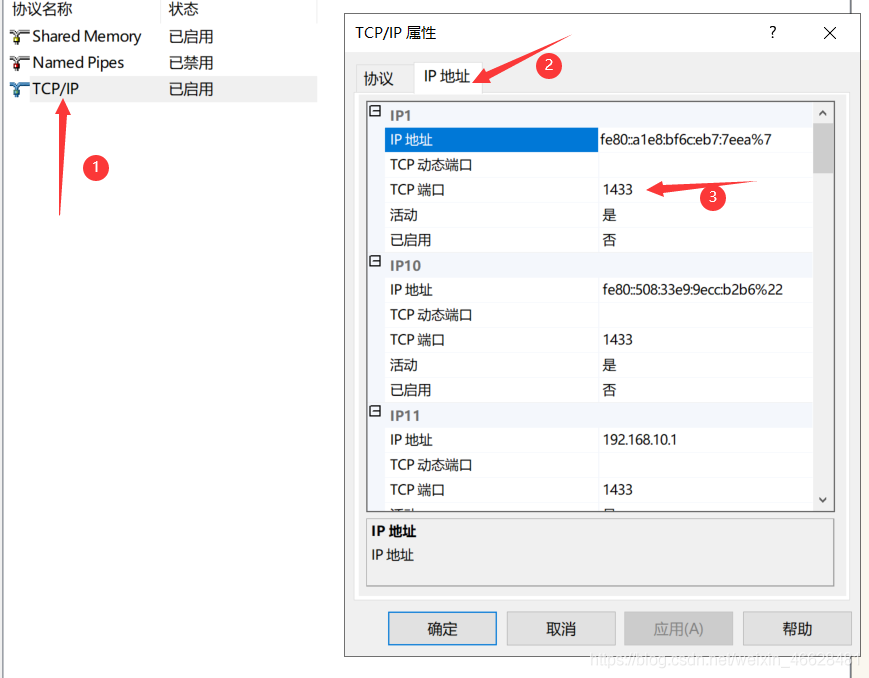 协议名称 状态
Shared Memory 已启用
Named Pipes 已禁用
TCP/IP 已启用
1
TCP/IP 属性 ?
协议 IP 地址
2
IP1
IP 地址 fe80::a1e8:bf6c:eb7:7eea%7
TCP 动态端口
TCP 端口 1433
3
活动 是
已启用 否
IP10
IP 地址 fe80::508:33e9:9ecc:b2b6%22
TCP 动态端口
TCP 端口 1433
活动 是
已启用 否
IP11
IP 地址 192.168.10.1
TCP 动态端口
TCP 端口 1433
IP 地址
IP 地址
确定 取消 应用(A) 帮助